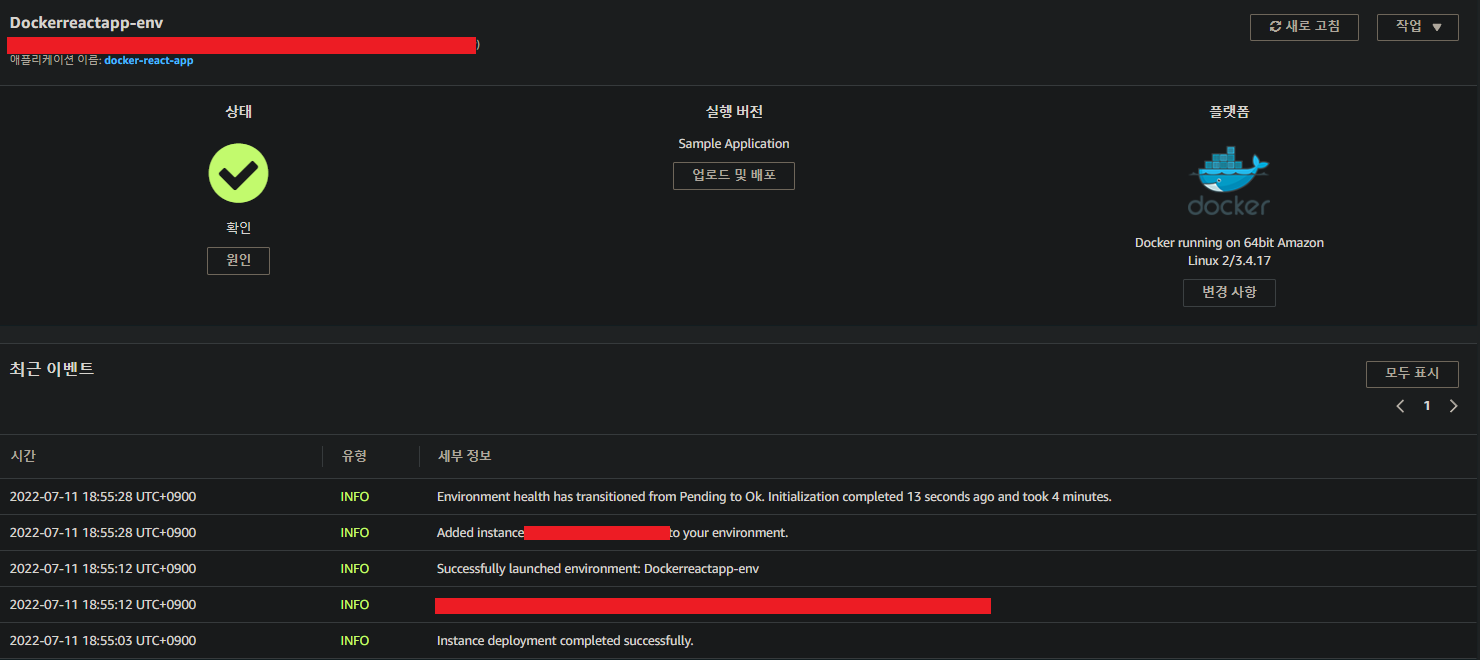 Dockerreactapp-env
)
애플리케이션 이름: docker-react-app
새로 고침
작업
상태
확인
원인
실행 버전
Sample Application
업로드 및 배포
플랫폼
docker
Docker running on 64bit Amazon
Linux 2/3.4.17
변경 사항
최근 이벤트
모두 표시
1
시간 유형 세부 정보
2022-07-11 18:55:28 UTC+0900 INFO Environment health has transitioned from Pending to Ok. Initialization completed 13 seconds ago and took 4 minutes.
2022-07-11 18:55:28 UTC+0900 INFO Added instance to your environment.
2022-07-11 18:55:12 UTC+0900 INFO Successfully launched environment: Dockerreactapp-env
2022-07-11 18:55:12 UTC+0900 INFO
2022-07-11 18:55:03 UTC+0900 INFO Instance deployment completed successfully.